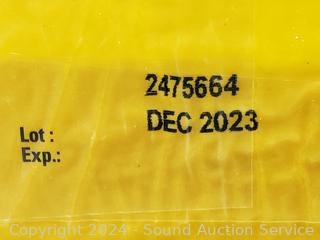 2475664
Lot :
DEC 2023
Exp.:
Copyright 2024 - Sound Auction Service